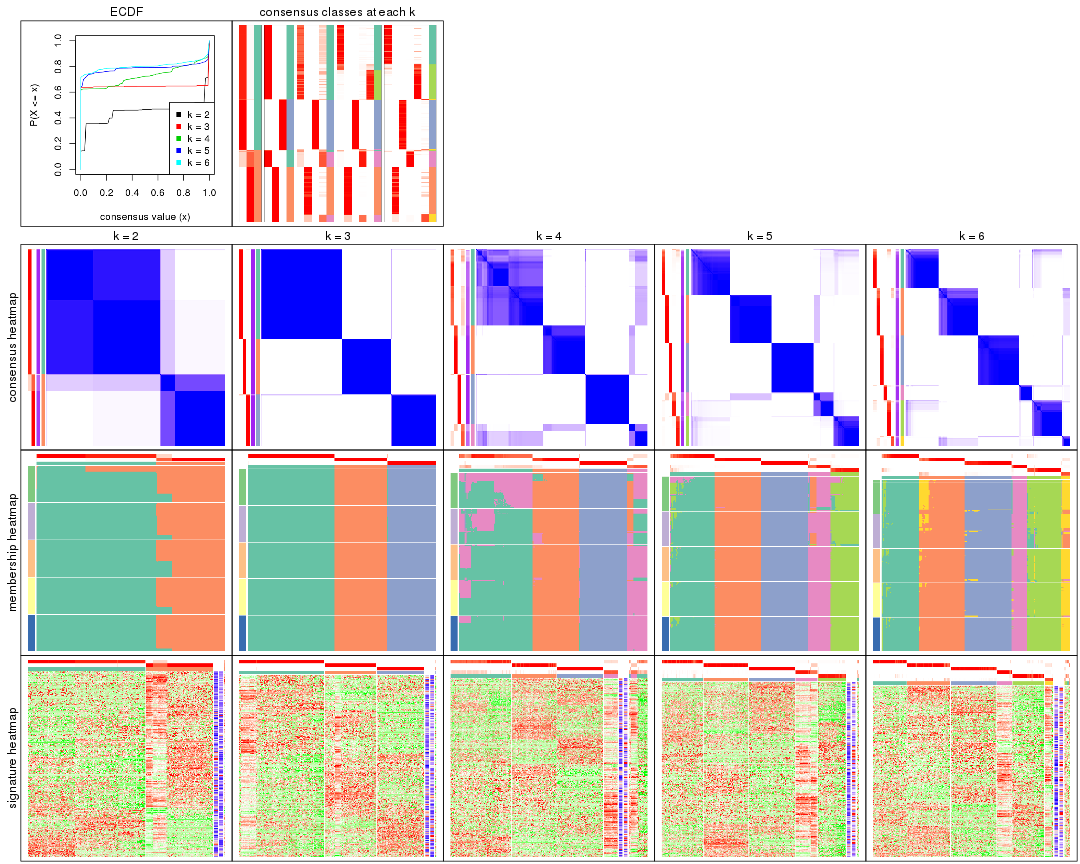 ECDF
consensus classes at each k
P(X <= x)
1.0
0.8
0.6
0.4
0.2
0.0
k = 2
k = 3
k = 4
k = 5
k = 6
0.0 0.2 0.4 0.6 0.8 1.0
consensus value (x)
k = 2
k = 3
k = 4
k = 5
k = 6
consensus heatmap
membership heatmap
signature heatmap